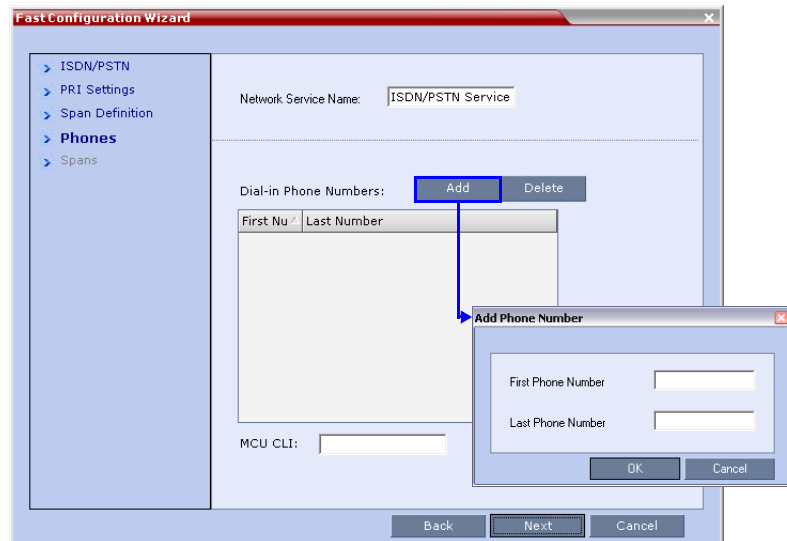 Fast Configuration Wizard
ISDN/PSTN
PRI Settings
Span Definition
Phones
Spans
Network Service Name: ISDN/PSTN Service
Dial-in Phone Numbers: Add Delete
First Nu Last Number
MCU CLI:
Add Phone Number
First Phone Number
Last Phone Number
OK Cancel
Back Next Cancel